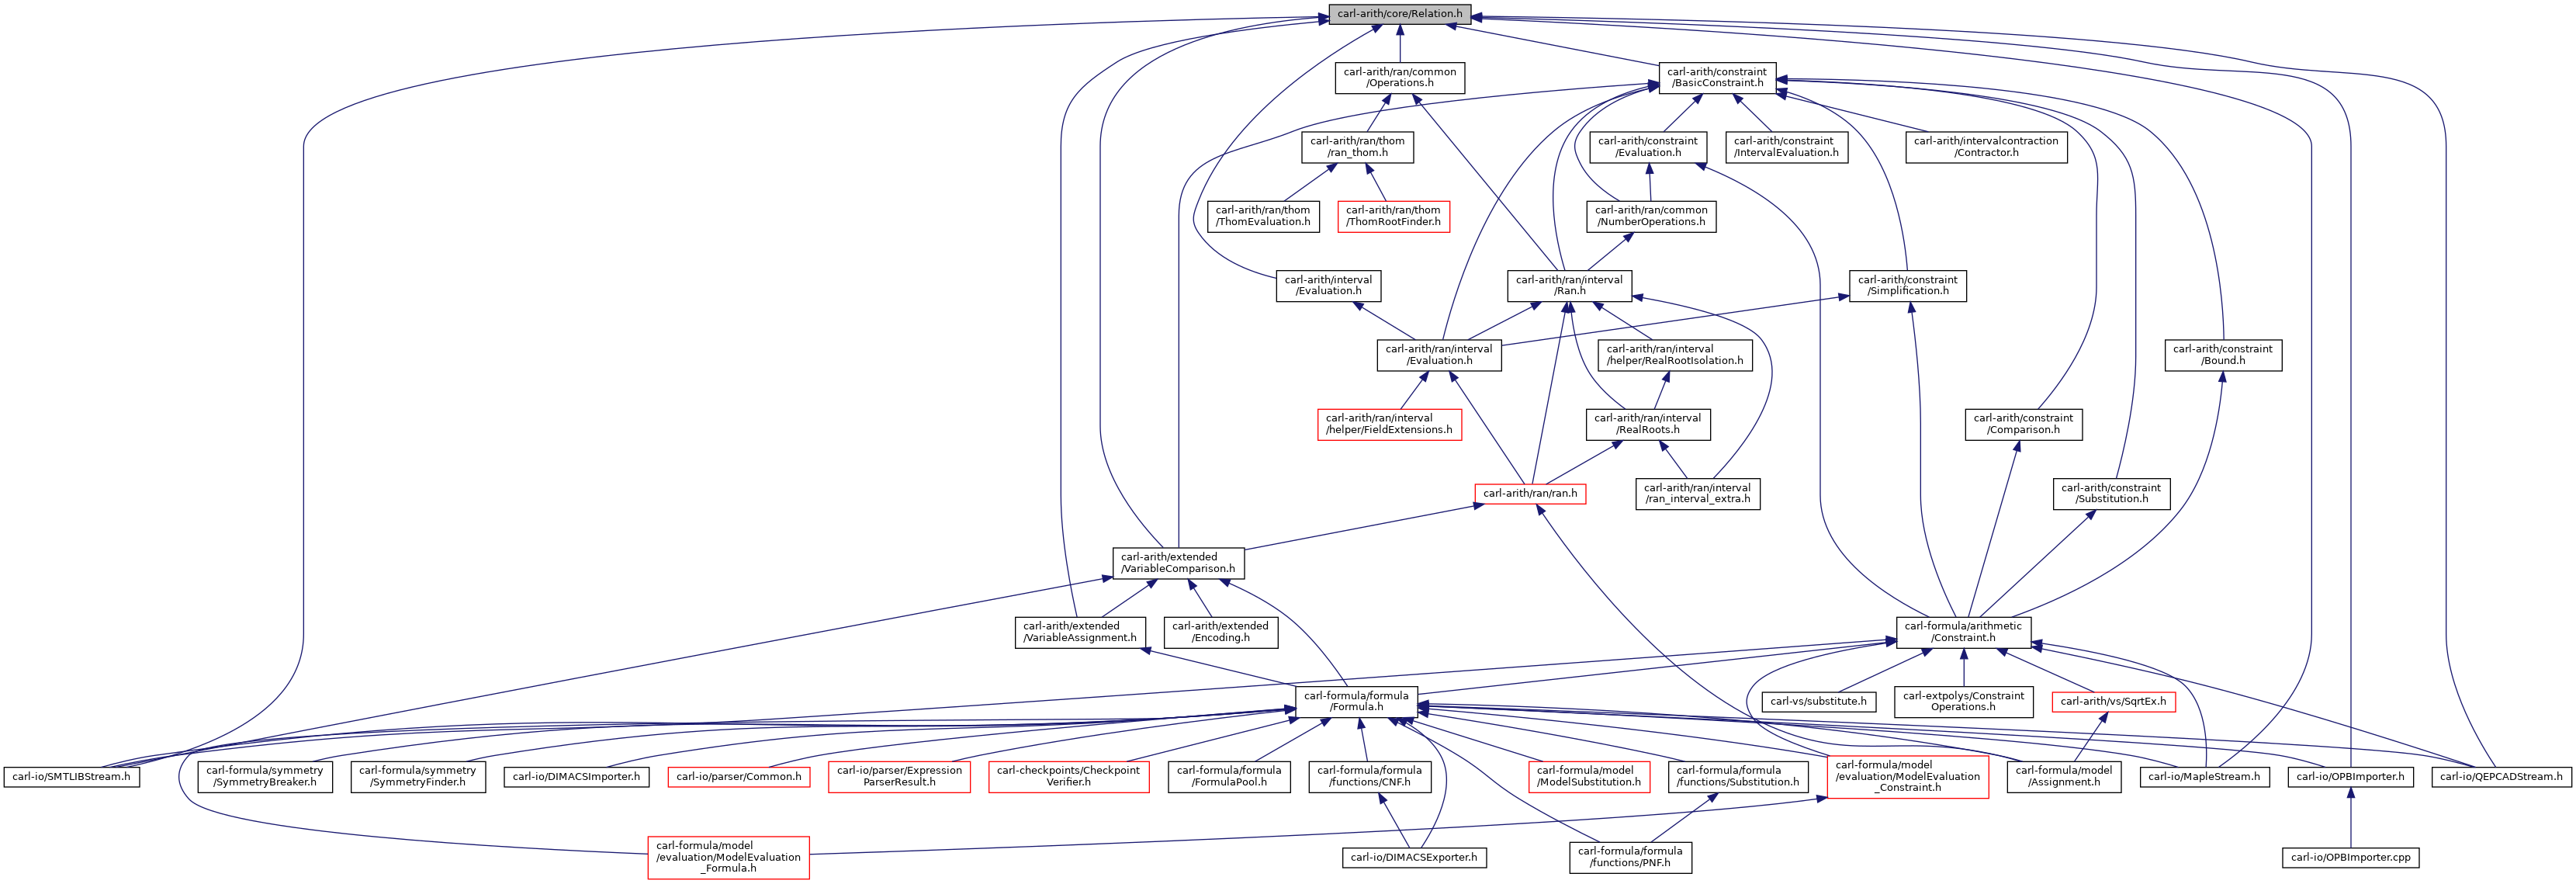 carl-arith/core/Relation.h
carl-arith/ran/common
/Operations.h
carl-arith/constraint
/BasicConstraint.h
carl-arith/ran/thom
/ran_thom.h
carl-arith/constraint
/Evaluation.h
carl-arith/constraint
/IntervalEvaluation.h
carl-arith/intervalcontraction
/Contractor.h
carl-arith/ran/thom
/ThomEvaluation.h
carl-arith/ran/thom
/ThomRootFinder.h
carl-arith/ran/common
/NumberOperations.h
carl-arith/interval
/Evaluation.h
carl-arith/ran/interval
/Ran.h
carl-arith/constraint
/Simplification.h
carl-arith/ran/interval
/Evaluation.h
carl-arith/ran/interval
/helper/RealRootIsolation.h
carl-arith/constraint
/Bound.h
carl-arith/ran/interval
/helper/FieldExtensions.h
carl-arith/ran/interval
/RealRoots.h
carl-arith/constraint
/Comparison.h
carl-arith/ran/ran.h
carl-arith/ran/interval
/ran_interval_extra.h
carl-arith/constraint
/Substitution.h
carl-arith/extended
/VariableComparison.h
carl-arith/extended
/VariableAssignment.h
carl-arith/extended
/Encoding.h
carl-formula/arithmetic
/Constraint.h
carl-formula/formula
/Formula.h
carl-vs/substitute.h
carl-extpolys/Constraint
Operations.h
carl-arith/vs/SqrtEx.h
carl-io/SMTLIBStream.h
carl-formula/symmetry
/SymmetryBreaker.h
carl-formula/symmetry
/SymmetryFinder.h
carl-io/DIMACSImporter.h
carl-io/parser/Common.h
carl-io/parser/Expression
ParserResult.h
carl-checkpoints/Checkpoint
Verifier.h
carl-formula/formula
/FormulaPool.h
carl-formula/formula
/functions/CNF.h
carl-formula/model
/ModelSubstitution.h
carl-formula/formula
/functions/Substitution.h
carl-formula/model
/evaluation/ModelEvaluation
_Constraint.h
carl-formula/model
/Assignment.h
carl-io/MapleStream.h
carl-io/OPBImporter.h
carl-io/QEPCADStream.h
carl-formula/model
/evaluation/ModelEvaluation
_Formula.h
carl-io/DIMACSExporter.h
carl-formula/formula
/functions/PNF.h
carl-io/OPBImporter.cpp